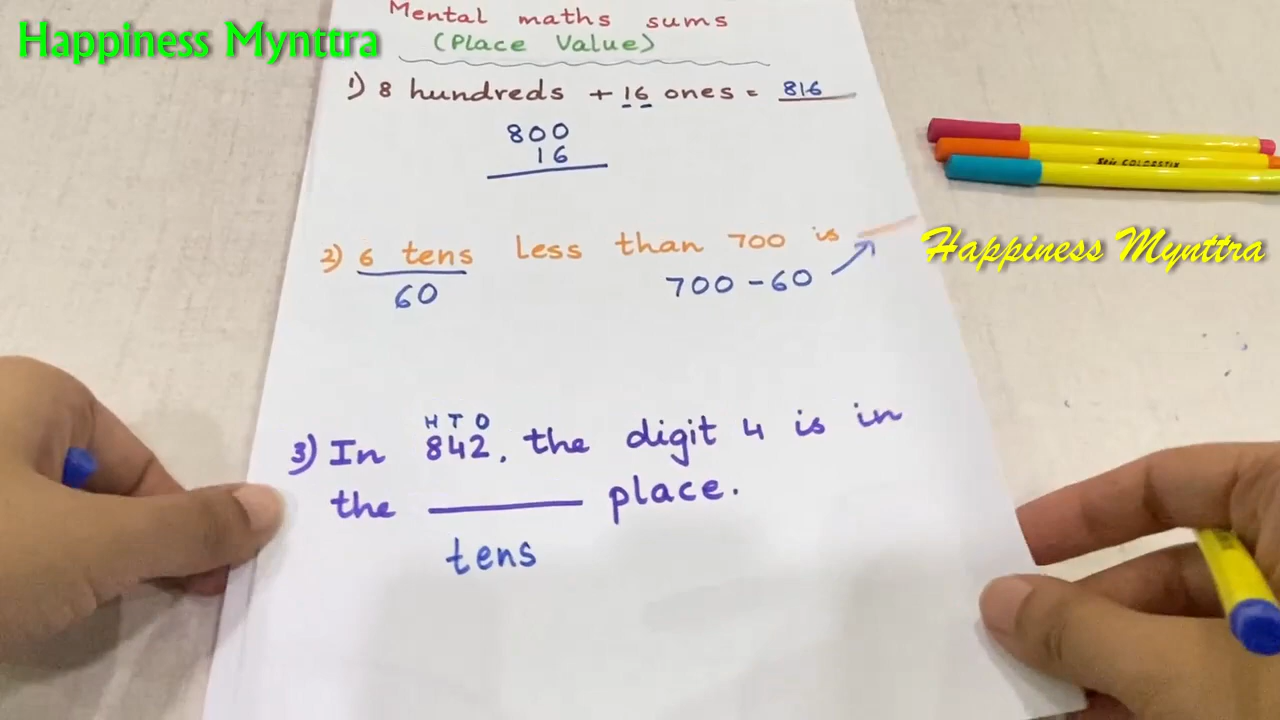 Happiness Mynttra
Mental maths sums
(Place Value)
1) 8 hundreds + 16 ones = 816
800
16
2) 6 tens less than 700 is
60
700 - 60
Happiness Mynttra
H T O
3) In 842, the digit 4 is in
the ________ place.
tens